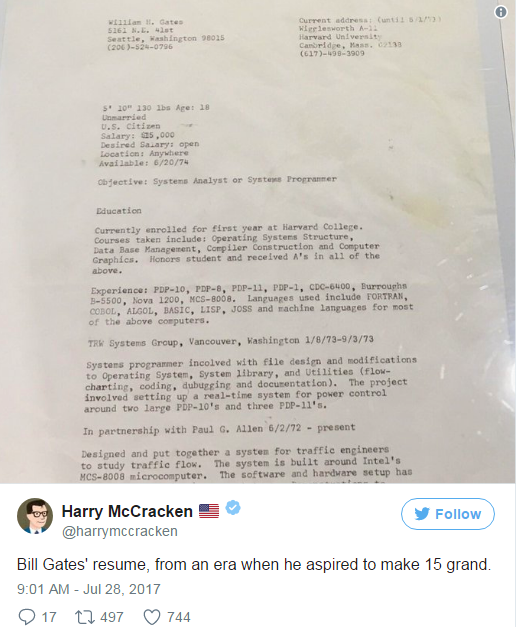 William H. Gates
5161 N.E. 41st
Seattle, Washington 98015
(206)-524-0796
Current address: (until 6/2/73)
Wigglesworth A-11
Harvard University
Cambridge, Mass. 02138
(617)-498-3909
5' 10" 130 lbs Age: 18
Unmarried
U.S. Citizen
Salary: $15,000
Desired Salary: open
Location: Anywhere
Available: 6/20/74
Objective: Systems Analyst or Systems Programmer
Education
Currently enrolled for first year at Harvard College.
Courses taken include: Operating Systems Structure,
Data Base Management, Compiler Construction and Computer
Graphics. Honors student and received A's in all of the
above.
Experience: PDP-10, PDP-8, PDP-11, PDP-1, CDC-6400, Burroughs
B-5500, Nova 1200, MCS-8008. Languages used include FORTRAN,
COBOL, ALGOL, BASIC, LISP, JOSS and machine languages for most
of the above computers.
TRW Systems Group, Vancouver, Washington 1/8/73-9/3/73
Systems programmer incolved with file design and modifications
to Operating System, System library, and Utilities (flow-
charting, coding, dubugging and documentation). The project
involved setting up a real-time system for power control
around two large PDP-10's and three PDP-11's.
In partnership with Paul G. Allen 6/2/72 - present
Designed and put together a system for traffic engineers
to study traffic flow. The system is built around Intel's
MCS-8008 microcomputer. The software and hardware setup has
Harry McCracken
@harrymccracken
Follow
Bill Gates' resume, from an era when he aspired to make 15 grand.
9:01 AM - Jul 28, 2017
17 497 744